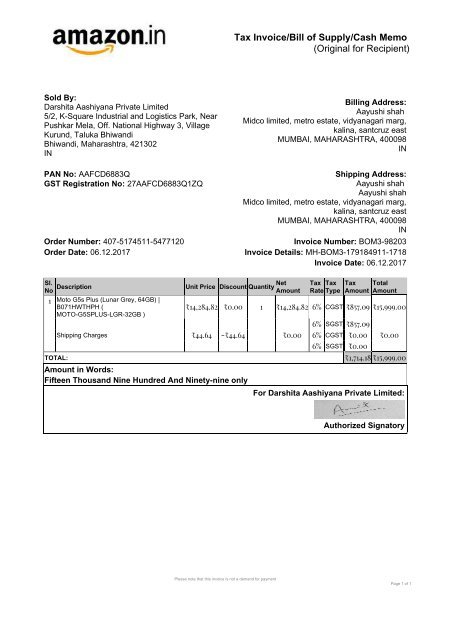 amazon.in
Tax Invoice/Bill of Supply/Cash Memo
(Original for Recipient)
Sold By:
Darshita Aashiyana Private Limited
5/2, K-Square Industrial and Logistics Park, Near
Pushkar Mela, Off. National Highway 3, Village
Kurund, Taluka Bhiwandi
Bhiwandi, Maharashtra, 421302
IN
Billing Address:
Aayushi shah
Midco limited, metro estate, vidyanagari marg,
kalina, santcruz east
MUMBAI, MAHARASHTRA, 400098
IN
PAN No: AAFCD6883Q
GST Registration No: 27AAFCD6883Q1ZQ
Shipping Address:
Aayushi shah
Aayushi shah
Midco limited, metro estate, vidyanagari marg,
kalina, santcruz east
MUMBAI, MAHARASHTRA, 400098
IN
Order Number: 407-5174511-5477120
Order Date: 06.12.2017
Invoice Number: BOM3-98203
Invoice Details: MH-BOM3-179184911-1718
Invoice Date: 06.12.2017
Sl. No Description Unit Price Discount Quantity Net Amount Tax Rate Tax Type Tax Amount Total Amount
1 Moto G5s Plus (Lunar Grey, 64GB) | B071HWTHPH ( MOTO-G5SPLUS-LGR-32GB ) ₹14,284.82 ₹0.00 1 ₹14,284.82 6% CGST ₹857.09 ₹15,999.00
6% SGST ₹857.09
Shipping Charges ₹44.64 -₹44.64 ₹0.00 6% CGST ₹0.00 ₹0.00
6% SGST ₹0.00
TOTAL: ₹1,714.18 ₹15,999.00
Amount in Words:
Fifteen Thousand Nine Hundred And Ninety-nine only
For Darshita Aashiyana Private Limited:
Authorized Signatory
Please note that this invoice is not a demand for payment
Page 1 of 1